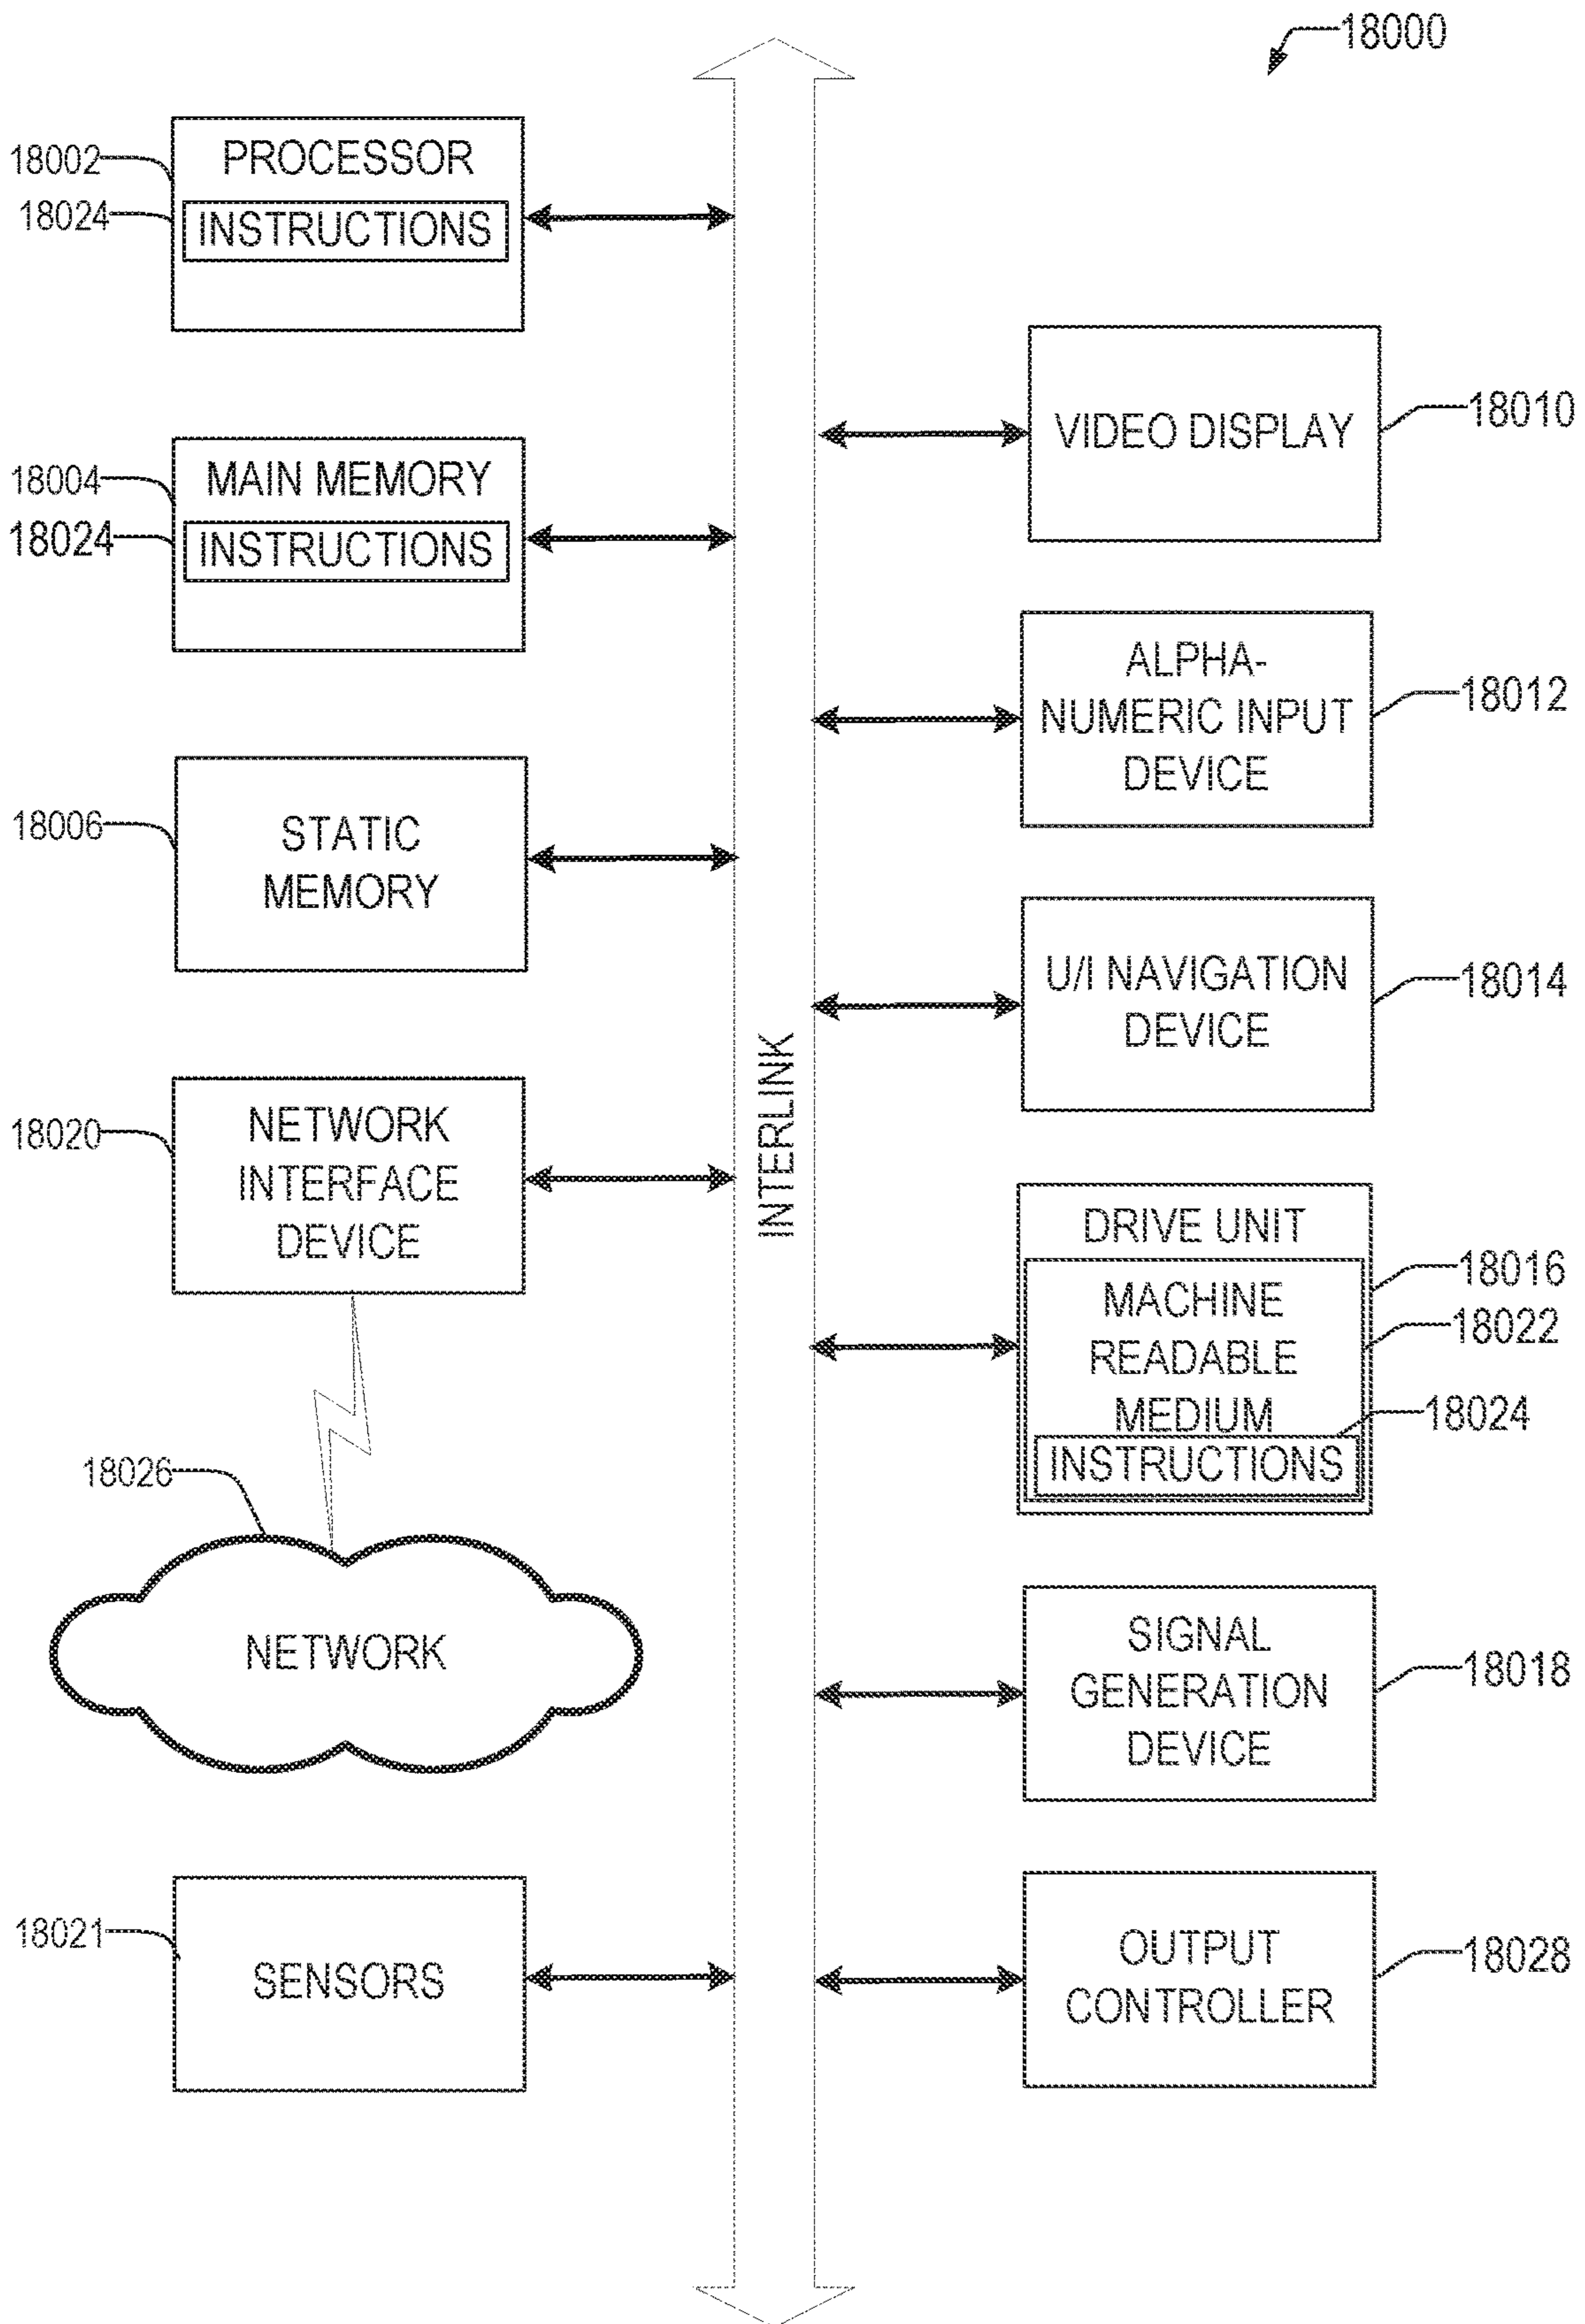 18000
18002
PROCESSOR
18024
INSTRUCTIONS
18004
MAIN MEMORY
18024
INSTRUCTIONS
18006
STATIC
MEMORY
18020
NETWORK
INTERFACE
DEVICE
18026
NETWORK
18021
SENSORS
INTERLINK
VIDEO DISPLAY
18010
ALPHA-
NUMERIC INPUT
DEVICE
18012
U/I NAVIGATION
DEVICE
18014
DRIVE UNIT
18016
MACHINE
READABLE
MEDIUM
18022
18024
INSTRUCTIONS
SIGNAL
GENERATION
DEVICE
18018
OUTPUT
CONTROLLER
18028